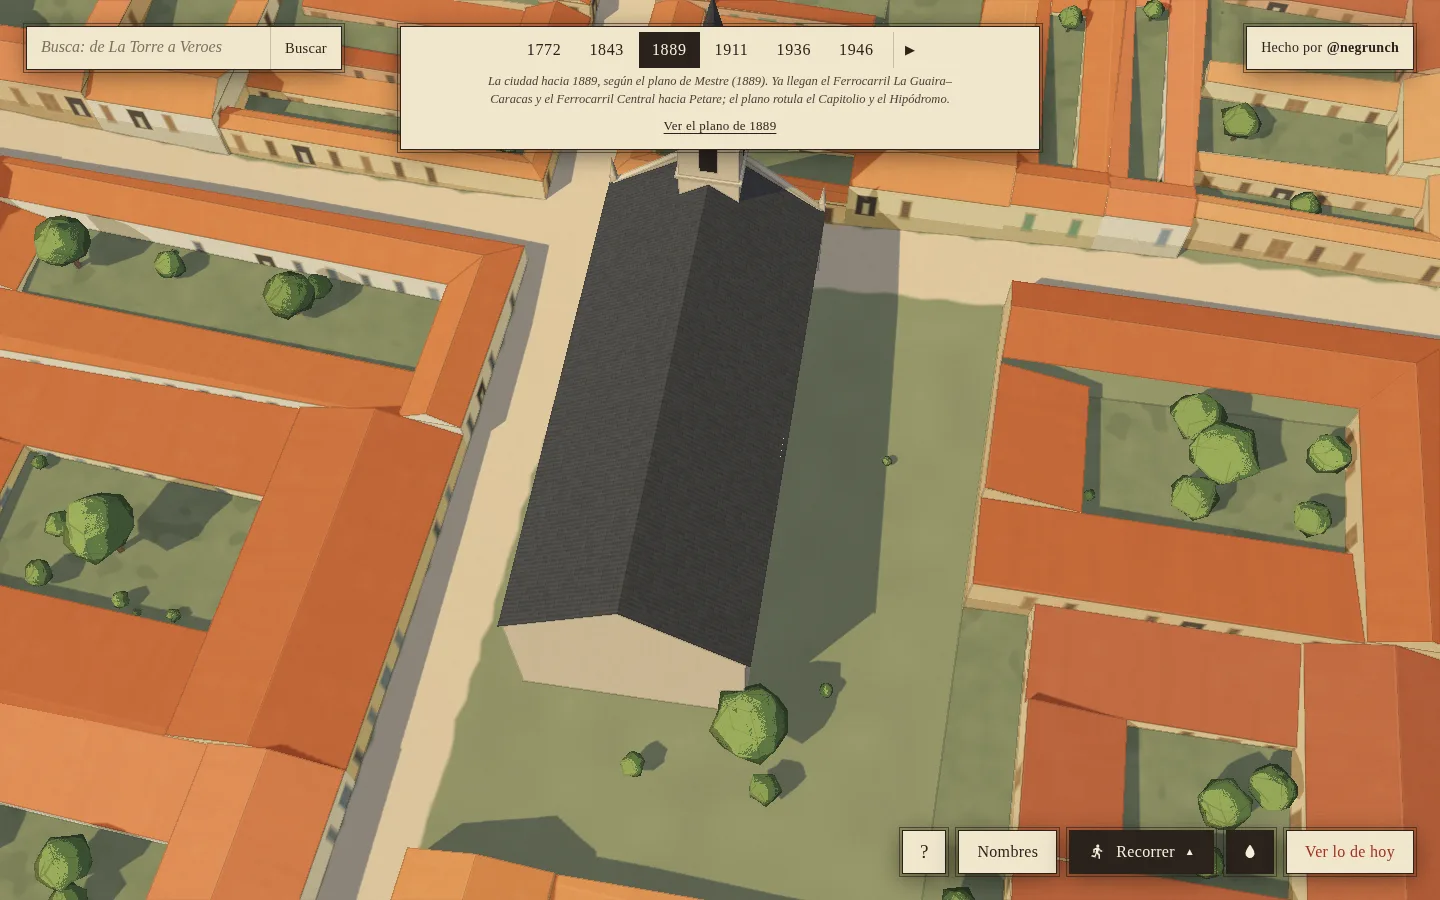 Busca: de La Torre a Veroes
Buscar
1772 1843 1889 1911 1936 1946
La ciudad hacia 1889, según el plano de Mestre (1889). Ya llegan el Ferrocarril La Guaira–
Caracas y el Ferrocarril Central hacia Petare; el plano rotula el Capitolio y el Hipódromo.
Ver el plano de 1889
Hecho por @negrunch
?
Nombres
Recorrer
Ver lo de hoy